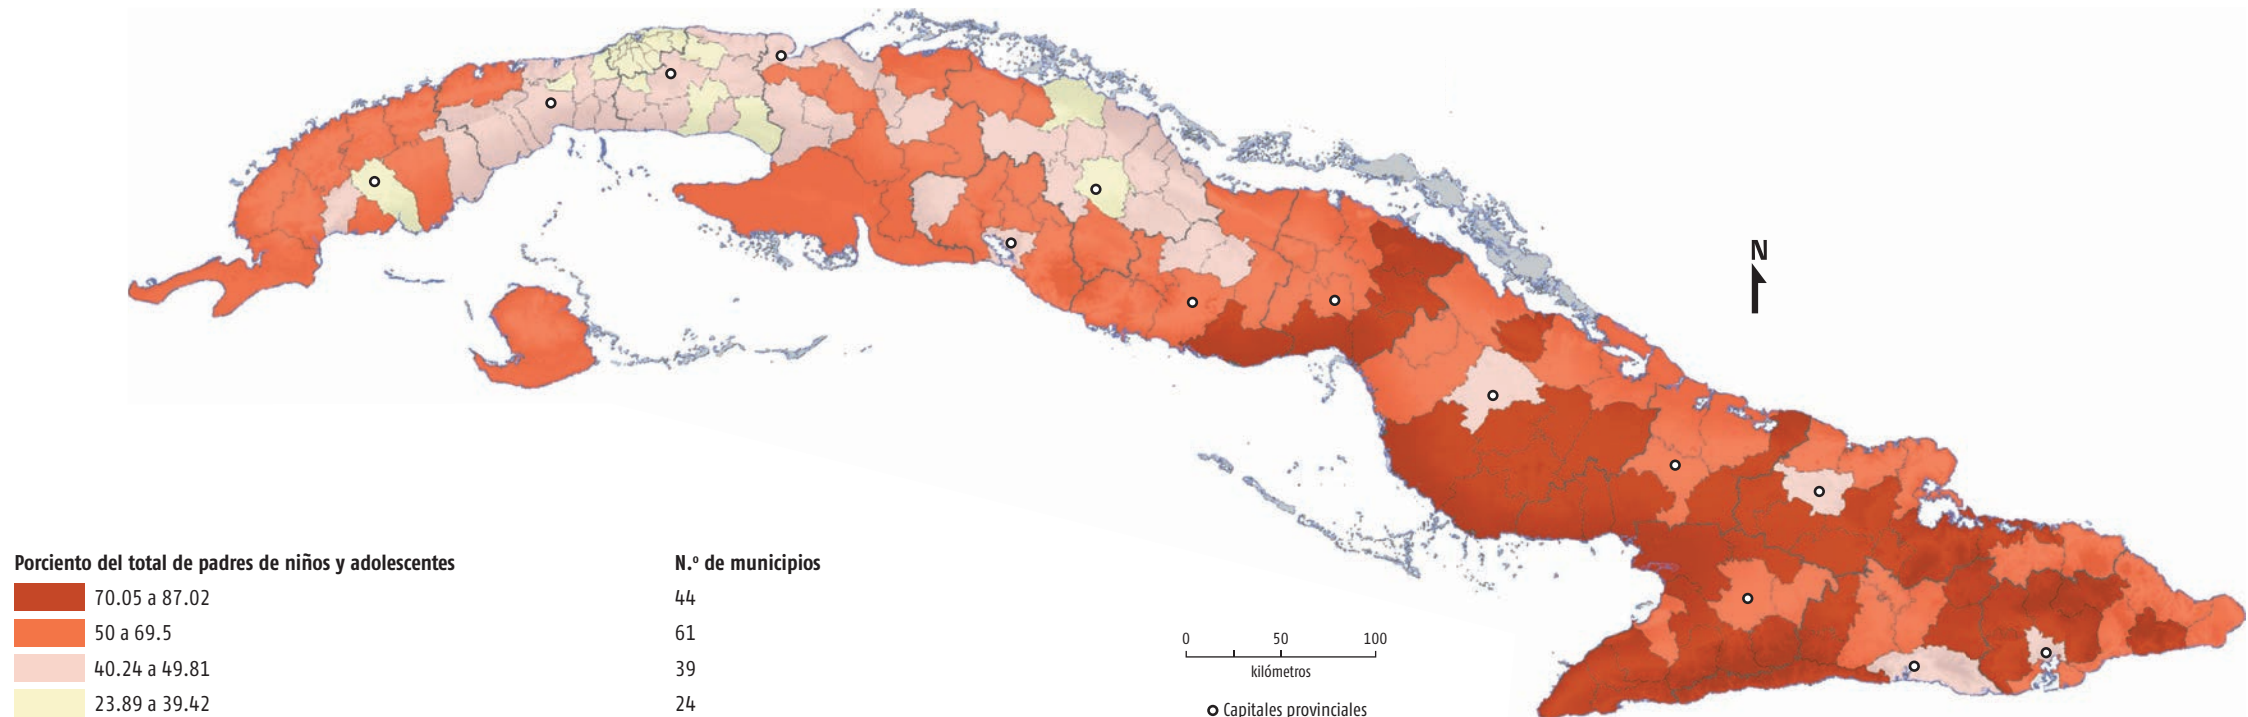 N
Porciento del total de padres de niños y adolescentes N.º de municipios
70.05 a 87.02 44
50 a 69.5 61
40.24 a 49.81 39
23.89 a 39.42 24
0 50 100
kilómetros
Capitales provinciales